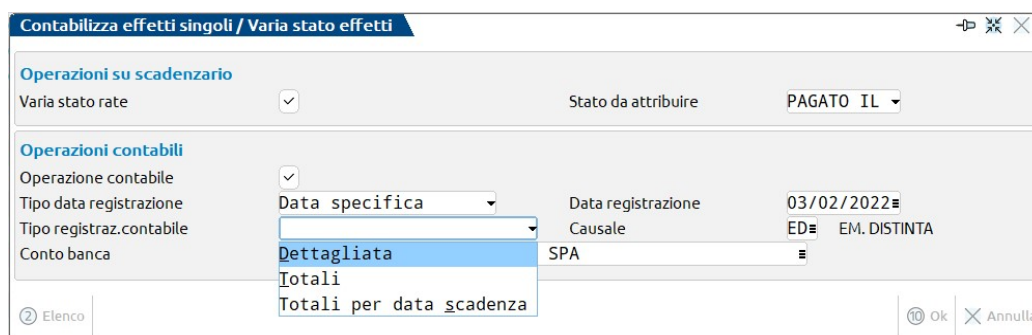 Contabilizza effetti singoli / Varia stato effetti
Operazioni su scadenzario
Varia stato rate Stato da attribuire PAGATO IL
Operazioni contabili
Operazione contabile
Tipo data registrazione Data specifica Data registrazione 03/02/2022
Tipo registraz.contabile Causale ED EM. DISTINTA
Conto banca Dettagliata SPA
Totali
Totali per data scadenza
2 Elenco 10 Ok Annulla